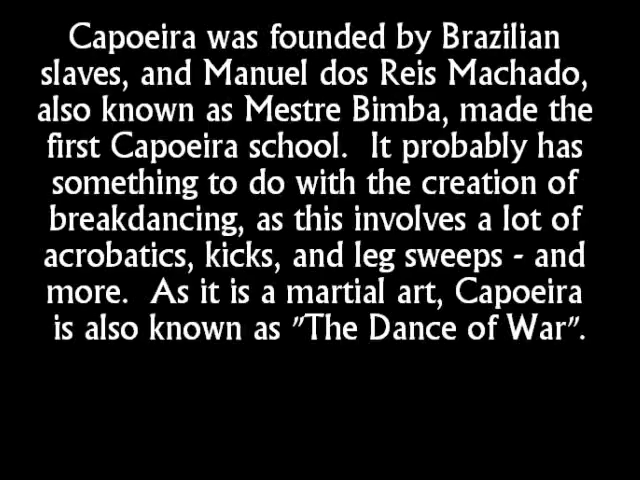 Capoeira was founded by Brazilian
slaves, and Manuel dos Reis Machado,
also known as Mestre Bimba, made the
first Capoeira school.  It probably has
something to do with the creation of
breakdancing, as this involves a lot of
acrobatics, kicks, and leg sweeps - and
more.  As it is a martial art, Capoeira
is also known as "The Dance of War".